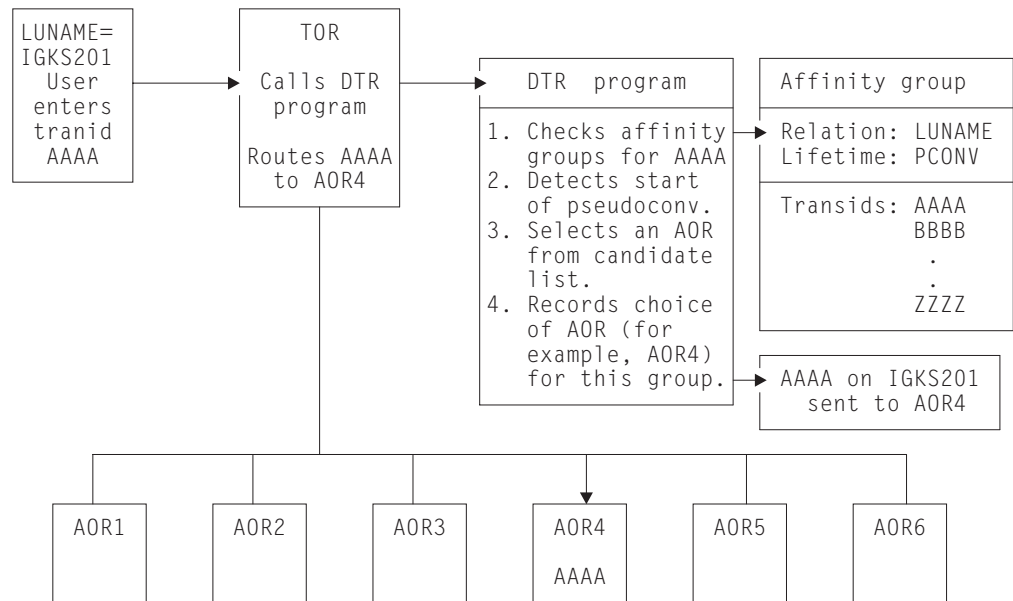 LUNAME=
IGKS201
User
enters
tranid
AAAA
TOR
Calls DTR
program
Routes AAAA
to AOR4
DTR program
1. Checks affinity
groups for AAAA
2. Detects start
of pseudoconv.
3. Selects an AOR
from candidate
list.
4. Records choice
of AOR (for
example, AOR4)
for this group.
Affinity group
Relation: LUNAME
Lifetime: PCONV
Transids: AAAA
BBBB
.
.
ZZZZ
AAAA on IGKS201
sent to AOR4
AOR1
AOR2
AOR3
AOR4
AAAA
AOR5
AOR6